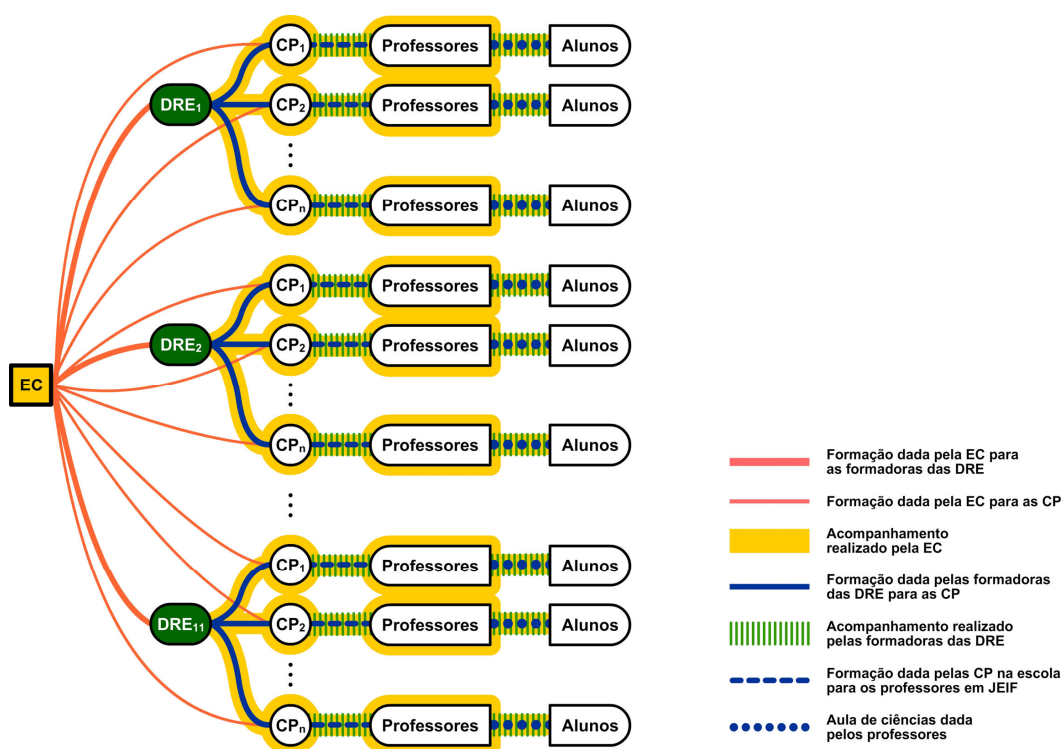 CP1 Professores Alunos
DRE1
CP2 Professores Alunos
CPn Professores Alunos
CP1 Professores Alunos
DRE2
CP2 Professores Alunos
EC
CPn Professores Alunos
CP1 Professores Alunos
DRE11
CP2 Professores Alunos
CPn Professores Alunos
Formação dada pela EC para
as formadoras das DRE
Formação dada pela EC para as CP
Acompanhamento
realizado pela EC
Formação dada pelas formadoras
das DRE para as CP
Acompanhamento realizado
pelas formadoras das DRE
Formação dada pelas CP na escola
para os professores em JEIF
Aula de ciências dada
pelos professores